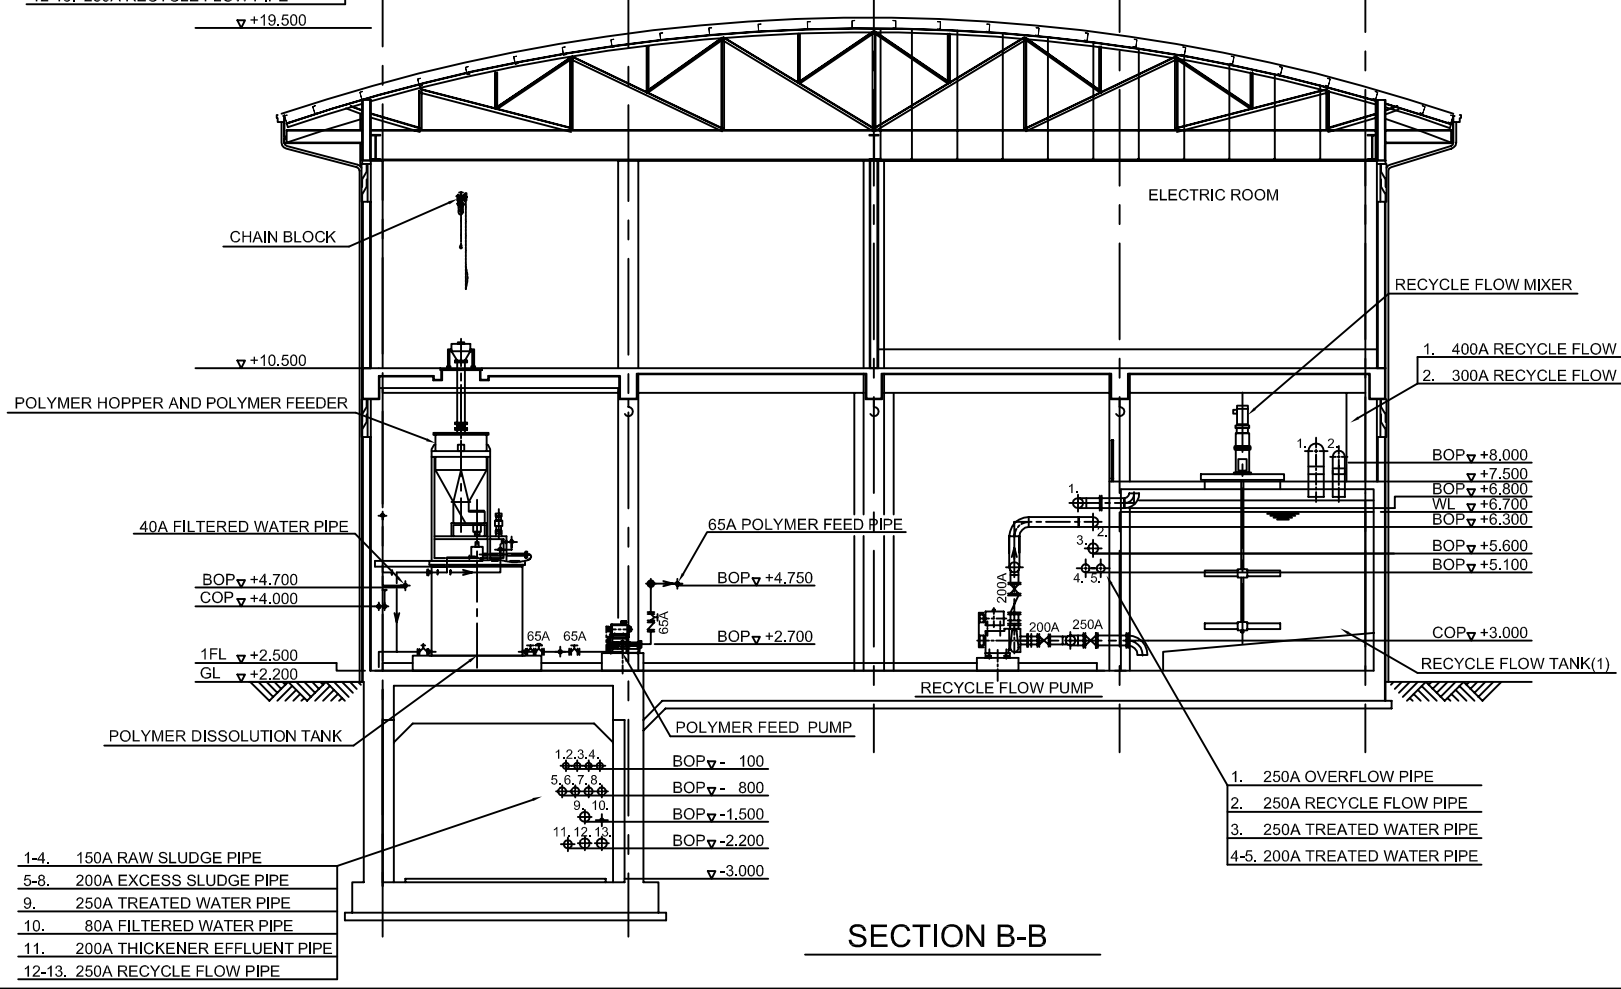 ▽ +19.500
ELECTRIC ROOM
CHAIN BLOCK
RECYCLE FLOW MIXER
1. 400A RECYCLE FLOW
2. 300A RECYCLE FLOW
▽ +10.500
POLYMER HOPPER AND POLYMER FEEDER
1. 2.
BOP▽ +8.000
▽ +7.500
BOP▽ +6.800
WL ▽ +6.700
BOP▽ +6.300
BOP▽ +5.600
BOP▽ +5.100
1.
2.
3.
4. 5.
40A FILTERED WATER PIPE
65A POLYMER FEED PIPE
BOP▽ +4.700
COP▽ +4.000
BOP▽ +4.750
200A
65A
65A 65A
200A 250A
BOP▽ +2.700
COP▽ +3.000
1FL ▽ +2.500
GL ▽ +2.200
RECYCLE FLOW TANK(1)
RECYCLE FLOW PUMP
POLYMER DISSOLUTION TANK
POLYMER FEED PUMP
1.2.3.4.
BOP▽ - 100
5.6.7.8.
BOP▽ - 800
9. 10.
BOP▽ -1.500
11. 12. 13.
BOP▽ -2.200
▽ -3.000
1. 250A OVERFLOW PIPE
2. 250A RECYCLE FLOW PIPE
3. 250A TREATED WATER PIPE
4-5. 200A TREATED WATER PIPE
1-4. 150A RAW SLUDGE PIPE
5-8. 200A EXCESS SLUDGE PIPE
9. 250A TREATED WATER PIPE
10. 80A FILTERED WATER PIPE
11. 200A THICKENER EFFLUENT PIPE
12-13. 250A RECYCLE FLOW PIPE
SECTION B-B